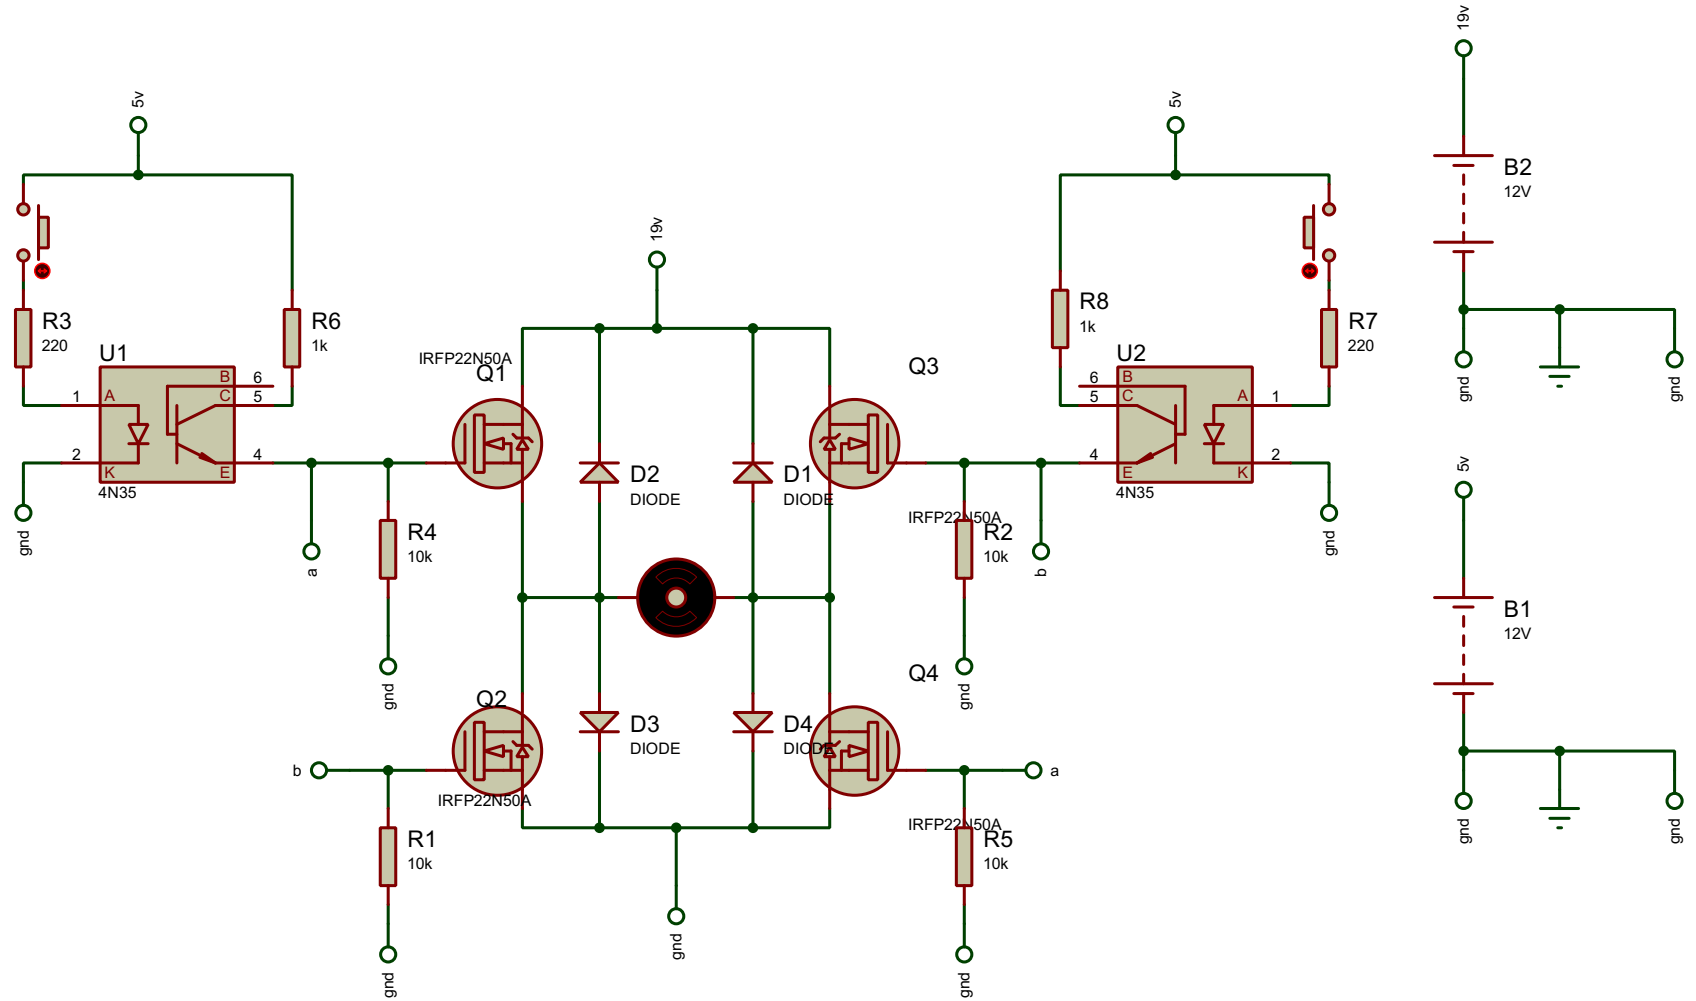 19v
5v
5v
B2
12V
19v
R3
220
R6
1k
R8
1k
R7
220
U1
IRFP22N50A
Q1
Q3
U2
A
B
C
K
E
1
2
6
5
4
4N35
B
C
A
E
K
6
5
4
1
2
4N35
gnd
gnd
gnd
gnd
D2
DIODE
D1
DIODE
5v
IRFP22N50A
R4
10k
R2
10k
a
b
B1
12V
gnd
gnd
Q2
Q4
D3
DIODE
D4
DIODE
b
a
IRFP22N50A
IRFP22N50A
R1
10k
R5
10k
gnd
gnd
gnd
gnd
gnd